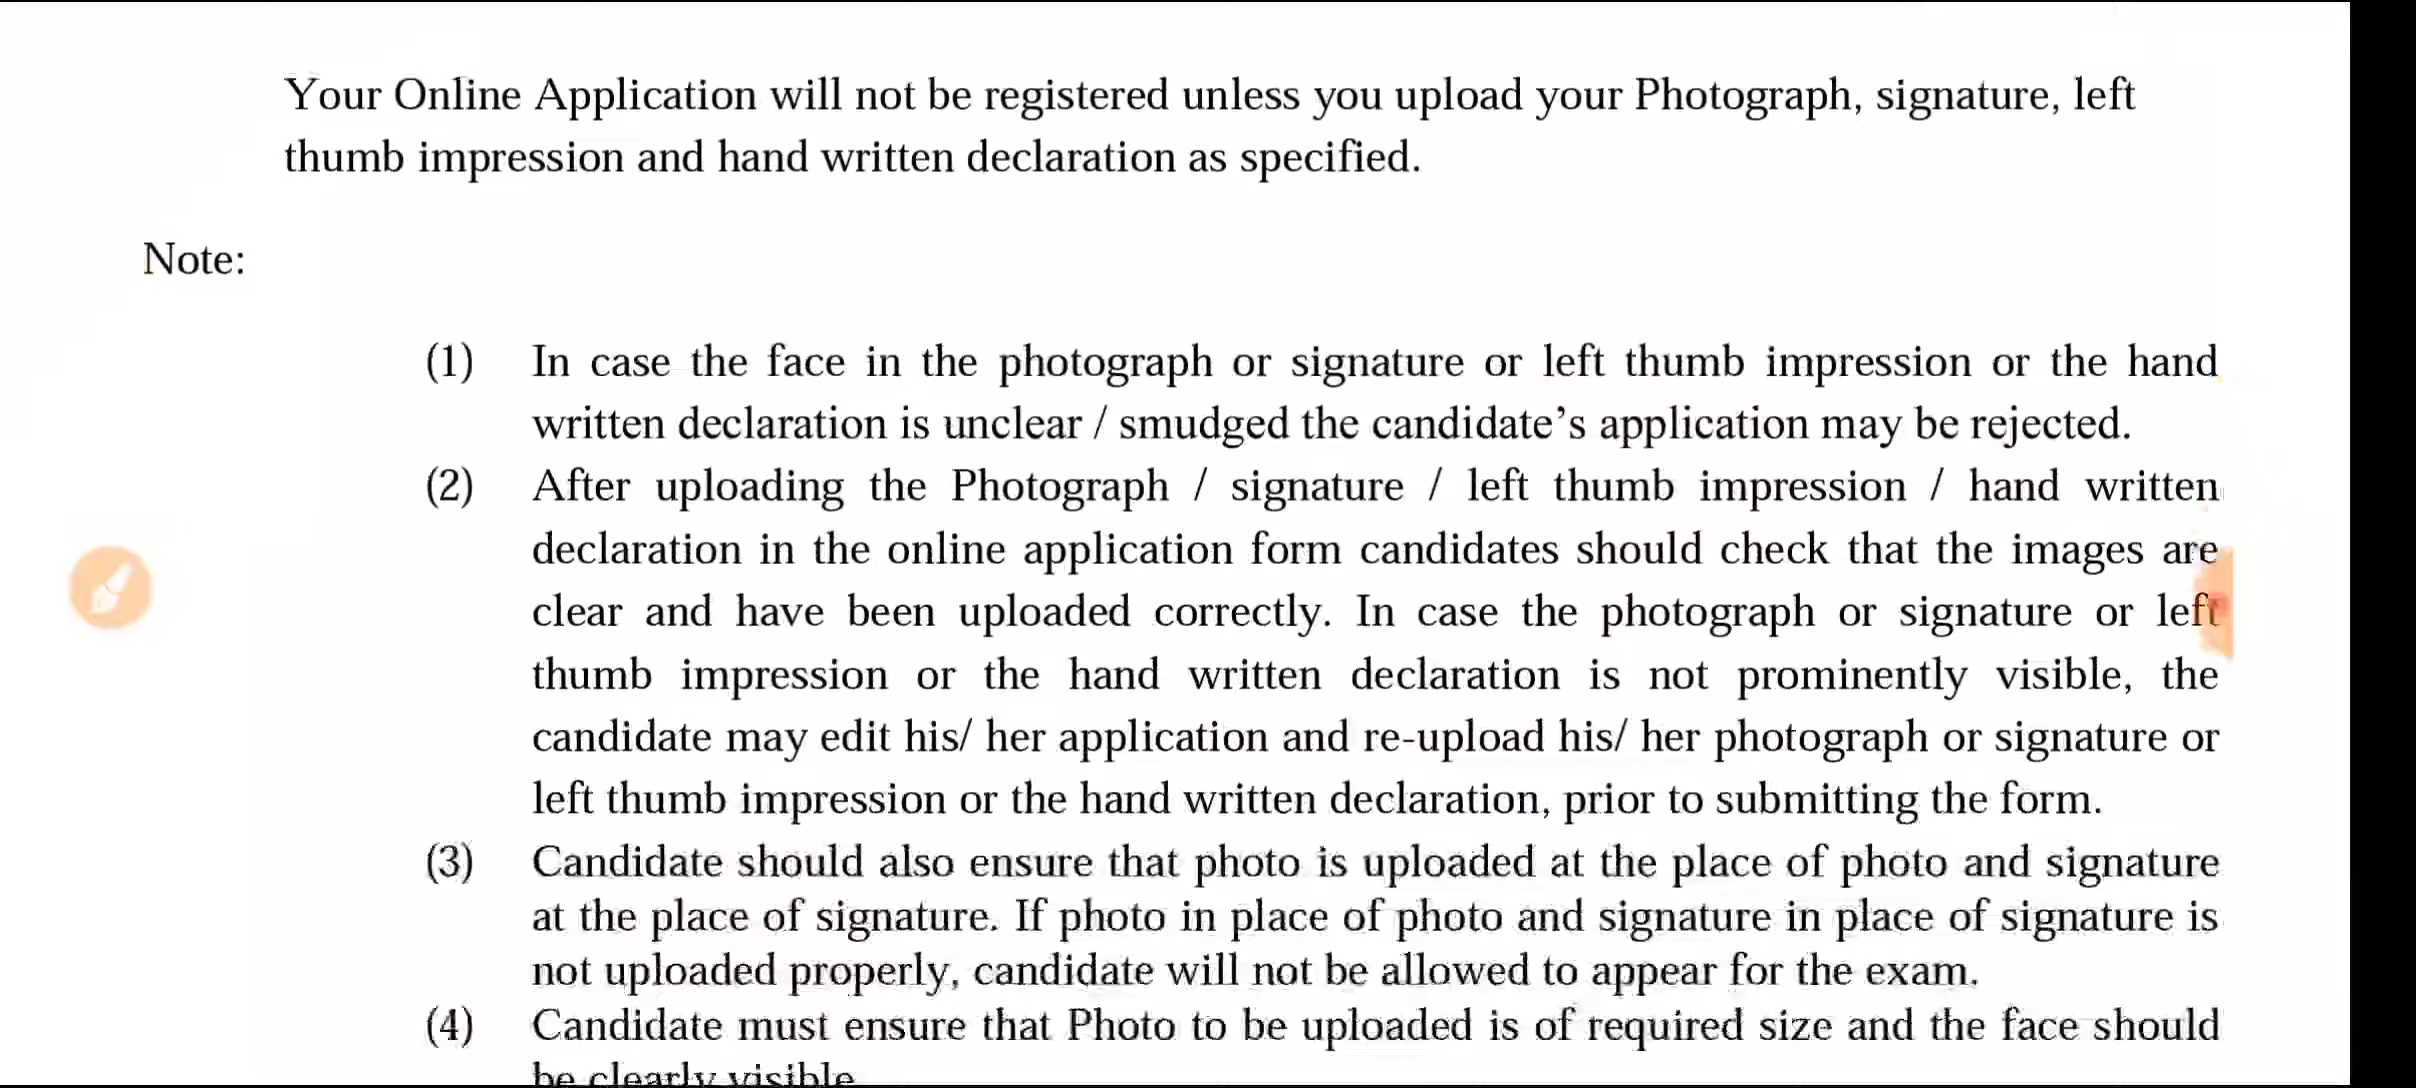 Your Online Application will not be registered unless you upload your Photograph, signature, left
thumb impression and hand written declaration as specified.
Note:
(1) In case the face in the photograph or signature or left thumb impression or the hand
written declaration is unclear / smudged the candidate’s application may be rejected.
(2) After uploading the Photograph / signature / left thumb impression / hand written
declaration in the online application form candidates should check that the images are
clear and have been uploaded correctly. In case the photograph or signature or left
thumb impression or the hand written declaration is not prominently visible, the
candidate may edit his/ her application and re-upload his/ her photograph or signature or
left thumb impression or the hand written declaration, prior to submitting the form.
(3) Candidate should also ensure that photo is uploaded at the place of photo and signature
at the place of signature. If photo in place of photo and signature in place of signature is
not uploaded properly, candidate will not be allowed to appear for the exam.
(4) Candidate must ensure that Photo to be uploaded is of required size and the face should
be clearly visible